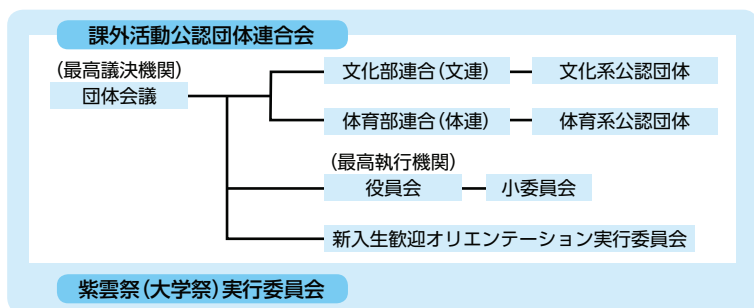 課外活動公認団体連合会
(最高議決機関)
団体会議
文化部連合(文連)
文化系公認団体
体育部連合(体連)
体育系公認団体
(最高執行機関)
役員会
小委員会
新入生歓迎オリエンテーション実行委員会
紫雲祭(大学祭)実行委員会